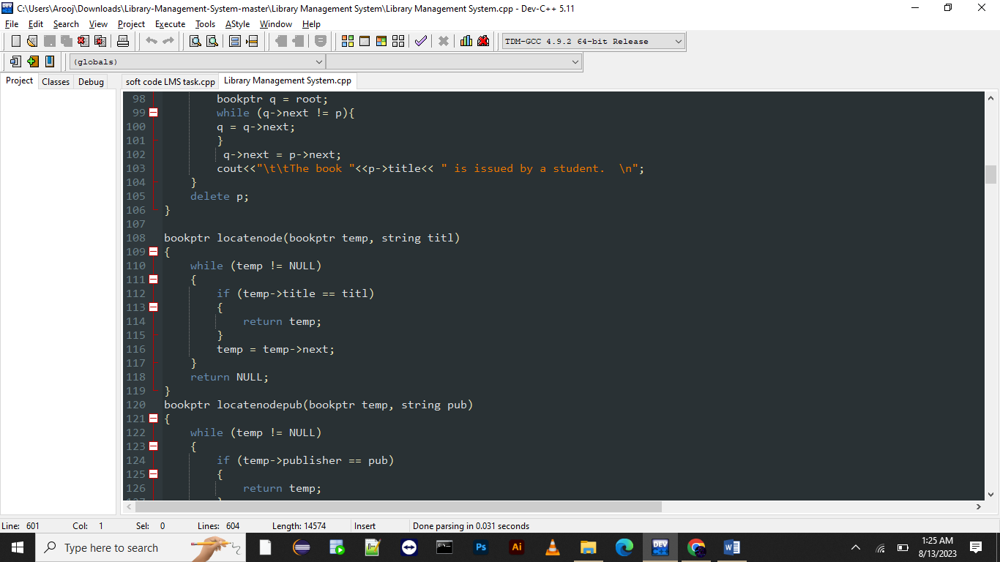 C:\Users\Arooj\Downloads\Library-Management-System-master\Library Management System\Library Management System.cpp - Dev-C++ 5.11
File Edit Search View Project Execute Tools AStyle Window Help
TDM-GCC 4.9.2 64-bit Release
(globals)
Project Classes Debug soft code LMS task.cpp Library Management System.cpp
98 bookptr q = root;
99 while (q->next != p){
100 q = q->next;
101 }
102 q->next = p->next;
103 cout<<"\t\tThe book "<<p->title<< " is issued by a student.  \n";
104 }
105 delete p;
106 }
107
108 bookptr locatenode(bookptr temp, string titl)
109 {
110 while (temp != NULL)
111 {
112 if (temp->title == titl)
113 {
114 return temp;
115 }
116 temp = temp->next;
117 }
118 return NULL;
119 }
120 bookptr locatenodepub(bookptr temp, string pub)
121 {
122 while (temp != NULL)
123 {
124 if (temp->publisher == pub)
125 {
126 return temp;
Line: 601 Col: 1 Sel: 0 Lines: 604 Length: 14574 Insert Done parsing in 0.031 seconds
Type here to search
Ps Ai DEV W
1:25 AM
8/13/2023